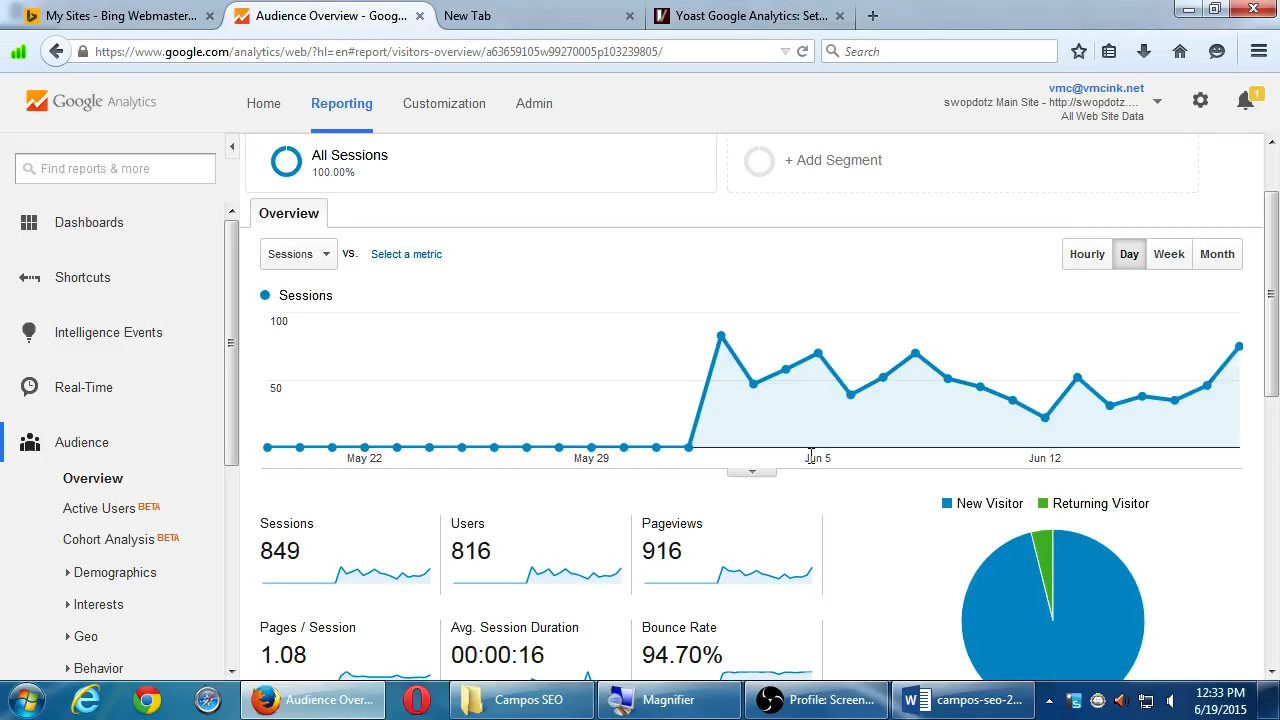 My Sites - Bing Webmaster... ×
Audience Overview - Goog... ×
New Tab ×
Yoast Google Analytics: Set... ×
https://www.google.com/analytics/web/?hl=en#report/visitors-overview/a63659105w99270005p103239805/
Search
Google Analytics
Home
Reporting
Customization
Admin
vmc@vmcink.net
swopdotz Main Site - http://swopdotz....
All Web Site Data
1
Find reports & more
Dashboards
Shortcuts
Intelligence Events
Real-Time
Audience
Overview
Active Users BETA
Cohort Analysis BETA
Demographics
Interests
Geo
Behavior
All Sessions
100.00%
+ Add Segment
Overview
Sessions vs. Select a metric
Hourly Day Week Month
Sessions
100
50
May 22 May 29 Jun 5 Jun 12
Sessions
849
Users
816
Pageviews
916
Pages / Session
1.08
Avg. Session Duration
00:00:16
Bounce Rate
94.70%
New Visitor Returning Visitor
Audience Over...
Campos SEO
Magnifier
Profile: Screen...
campos-seo-2...
12:33 PM
6/19/2015